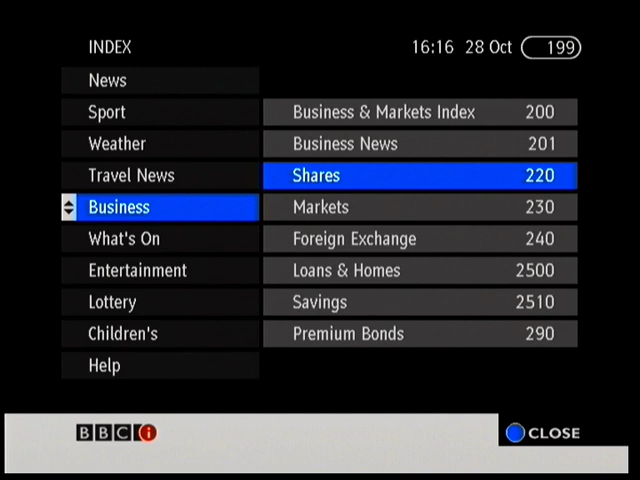 INDEX 16:16 28 Oct 199
News
Sport Business & Markets Index 200
Weather Business News 201
Travel News Shares 220
Business Markets 230
What's On Foreign Exchange 240
Entertainment Loans & Homes 2500
Lottery Savings 2510
Children's Premium Bonds 290
Help
BBCi CLOSE